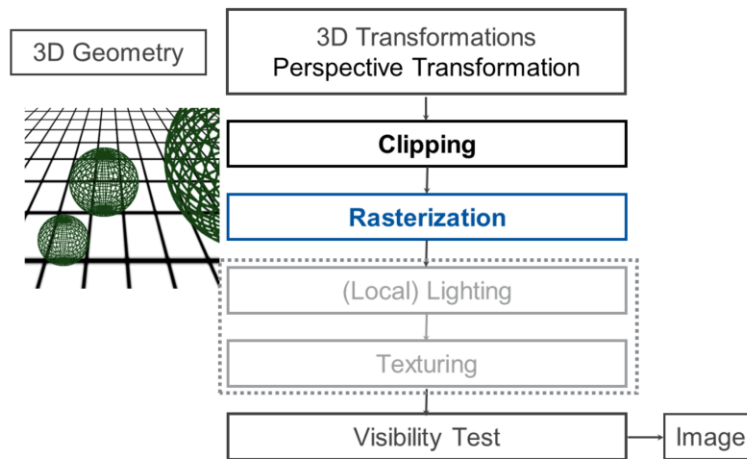 3D Geometry
3D Transformations
Perspective Transformation
Clipping
Rasterization
(Local) Lighting
Texturing
Visibility Test
Image